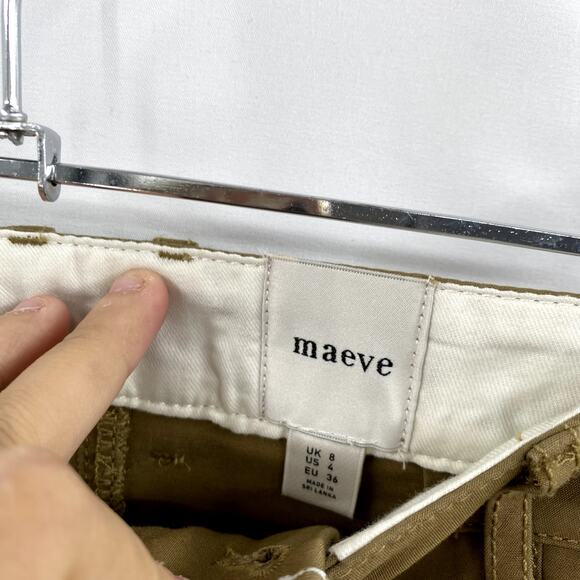 maeve
UK 8
US 4
EU 36
MADE IN
SRI LANKA